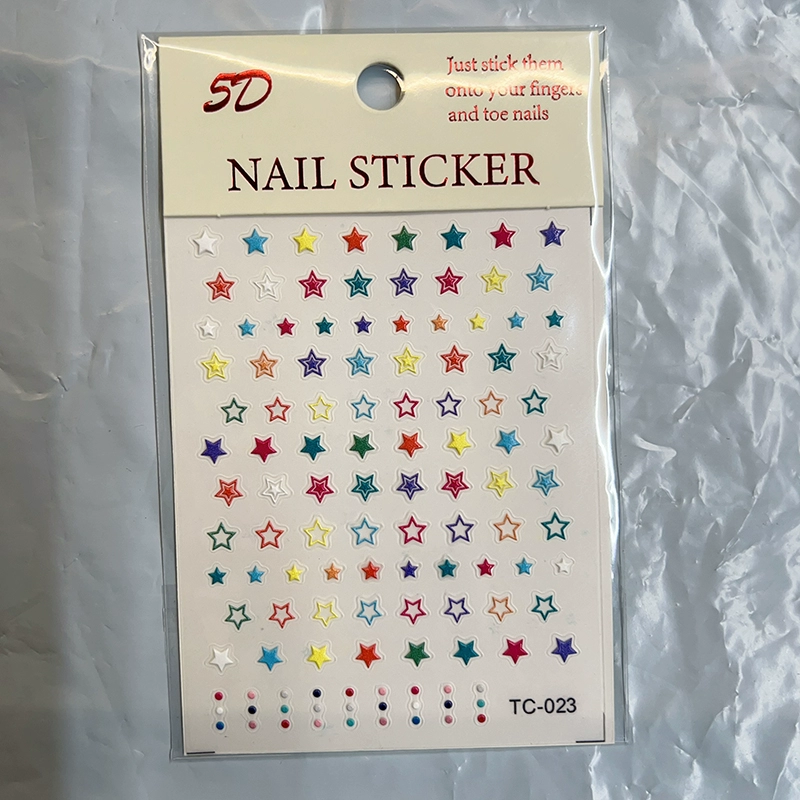 5D
Just stick them
onto your fingers
and toe nails
NAIL STICKER
TC-023